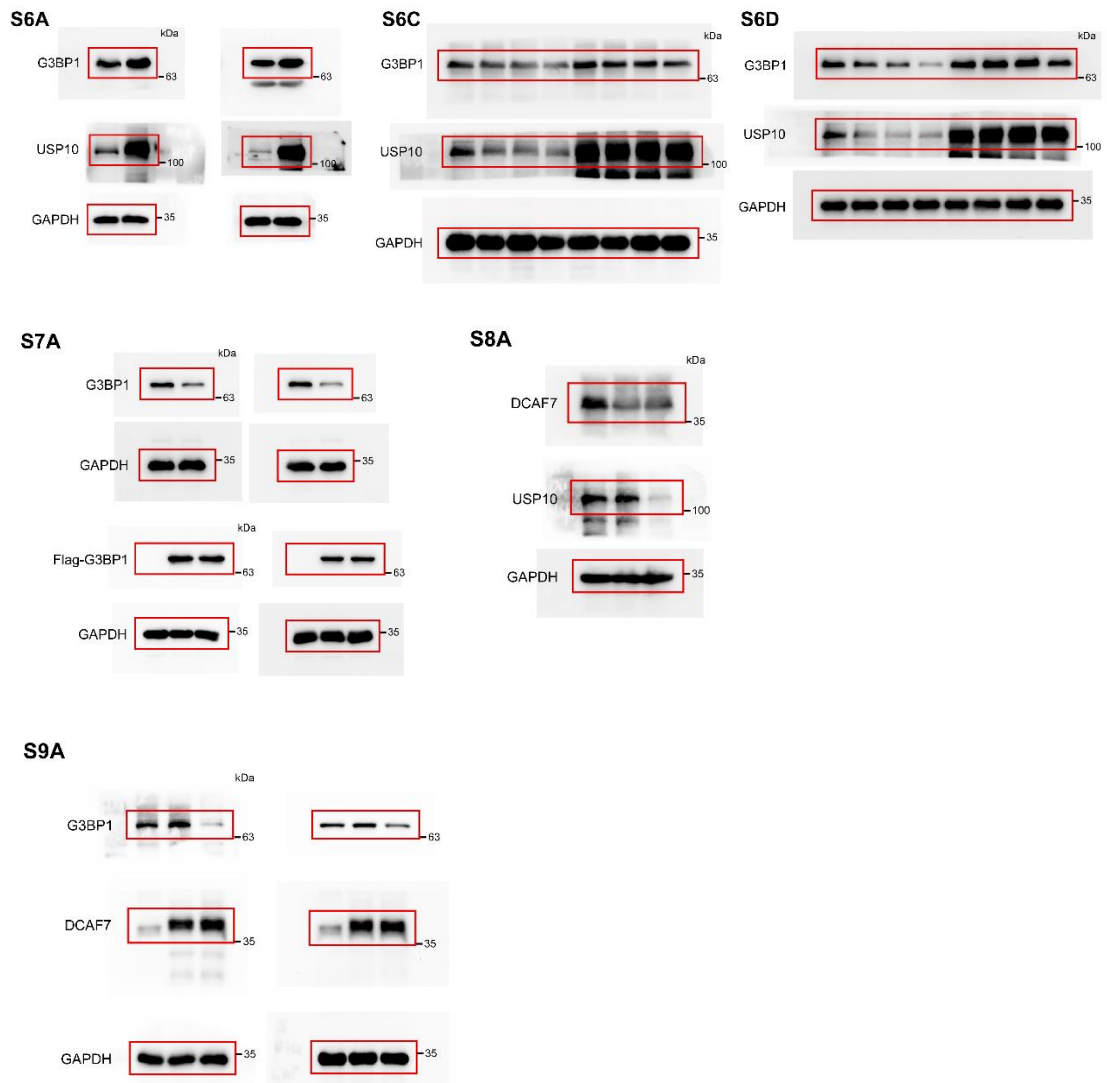 S6A
kDa
G3BP1
63
63
USP10
100
100
GAPDH
35
35
S6C
kDa
G3BP1
63
USP10
100
GAPDH
35
S6D
kDa
G3BP1
63
USP10
100
GAPDH
35
S7A
kDa
G3BP1
63
63
GAPDH
35
35
kDa
Flag-G3BP1
63
63
GAPDH
35
35
S8A
kDa
DCAF7
35
USP10
100
GAPDH
35
S9A
kDa
G3BP1
63
63
DCAF7
35
35
GAPDH
35
35